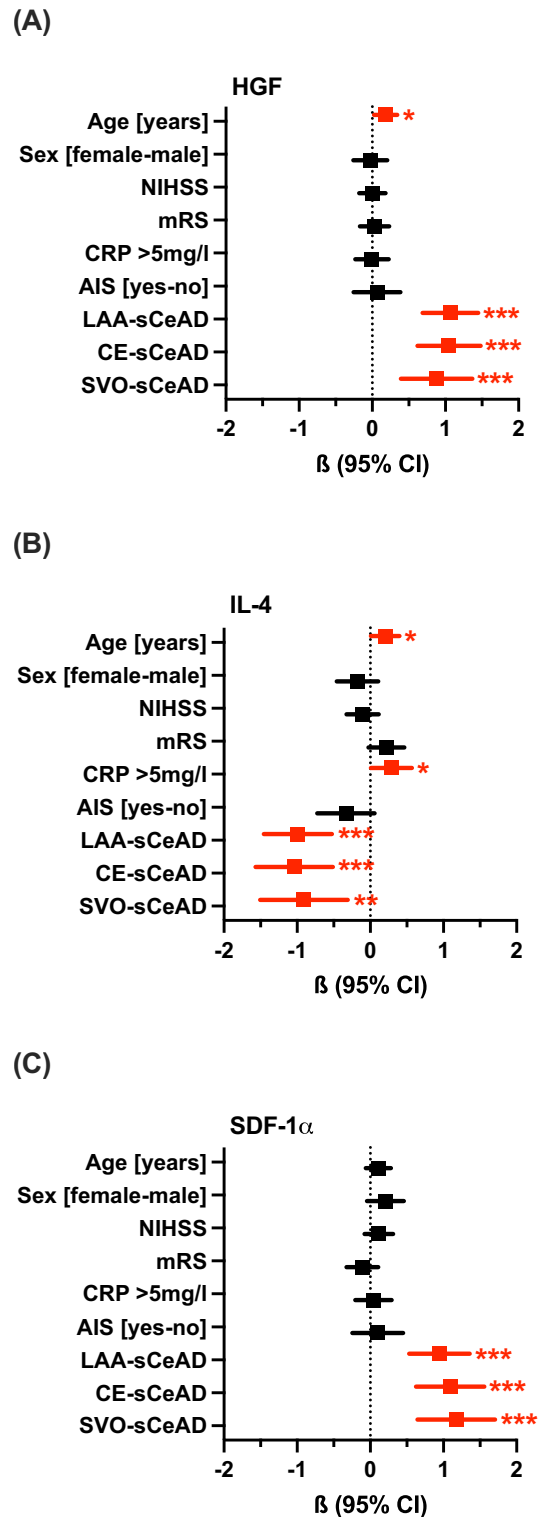 (A)
HGF
Age [years] *
Sex [female-male]
NIHSS
mRS
CRP >5mg/l
AIS [yes-no]
LAA-sCeAD ***
CE-sCeAD ***
SVO-sCeAD ***
-2 -1 0 1 2
ß (95% CI)
(B)
IL-4
Age [years] *
Sex [female-male]
NIHSS
mRS
CRP >5mg/l *
AIS [yes-no]
LAA-sCeAD ***
CE-sCeAD ***
SVO-sCeAD **
-2 -1 0 1 2
ß (95% CI)
(C)
SDF-1α
Age [years]
Sex [female-male]
NIHSS
mRS
CRP >5mg/l
AIS [yes-no]
LAA-sCeAD ***
CE-sCeAD ***
SVO-sCeAD ***
-2 -1 0 1 2
ß (95% CI)